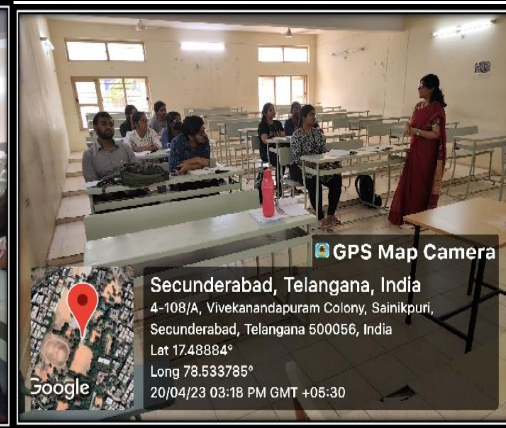 GPS Map Camera
Secunderabad, Telangana, India
4-108/A, Vivekanandapuram Colony, Sainikpuri,
Secunderabad, Telangana 500056, India
Lat 17.48884°
Long 78.533785°
20/04/23 03:18 PM GMT +05:30
Google